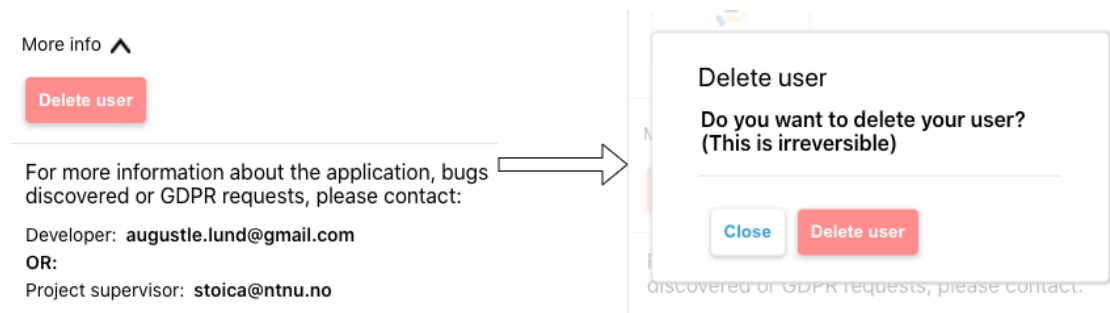 More info
Delete user
For more information about the application, bugs
discovered or GDPR requests, please contact:
Developer: augustle.lund@gmail.com
OR:
Project supervisor: stoica@ntnu.no
Delete user
Do you want to delete your user?
(This is irreversible)
Close Delete user
discovered or GDPR requests, please contact: